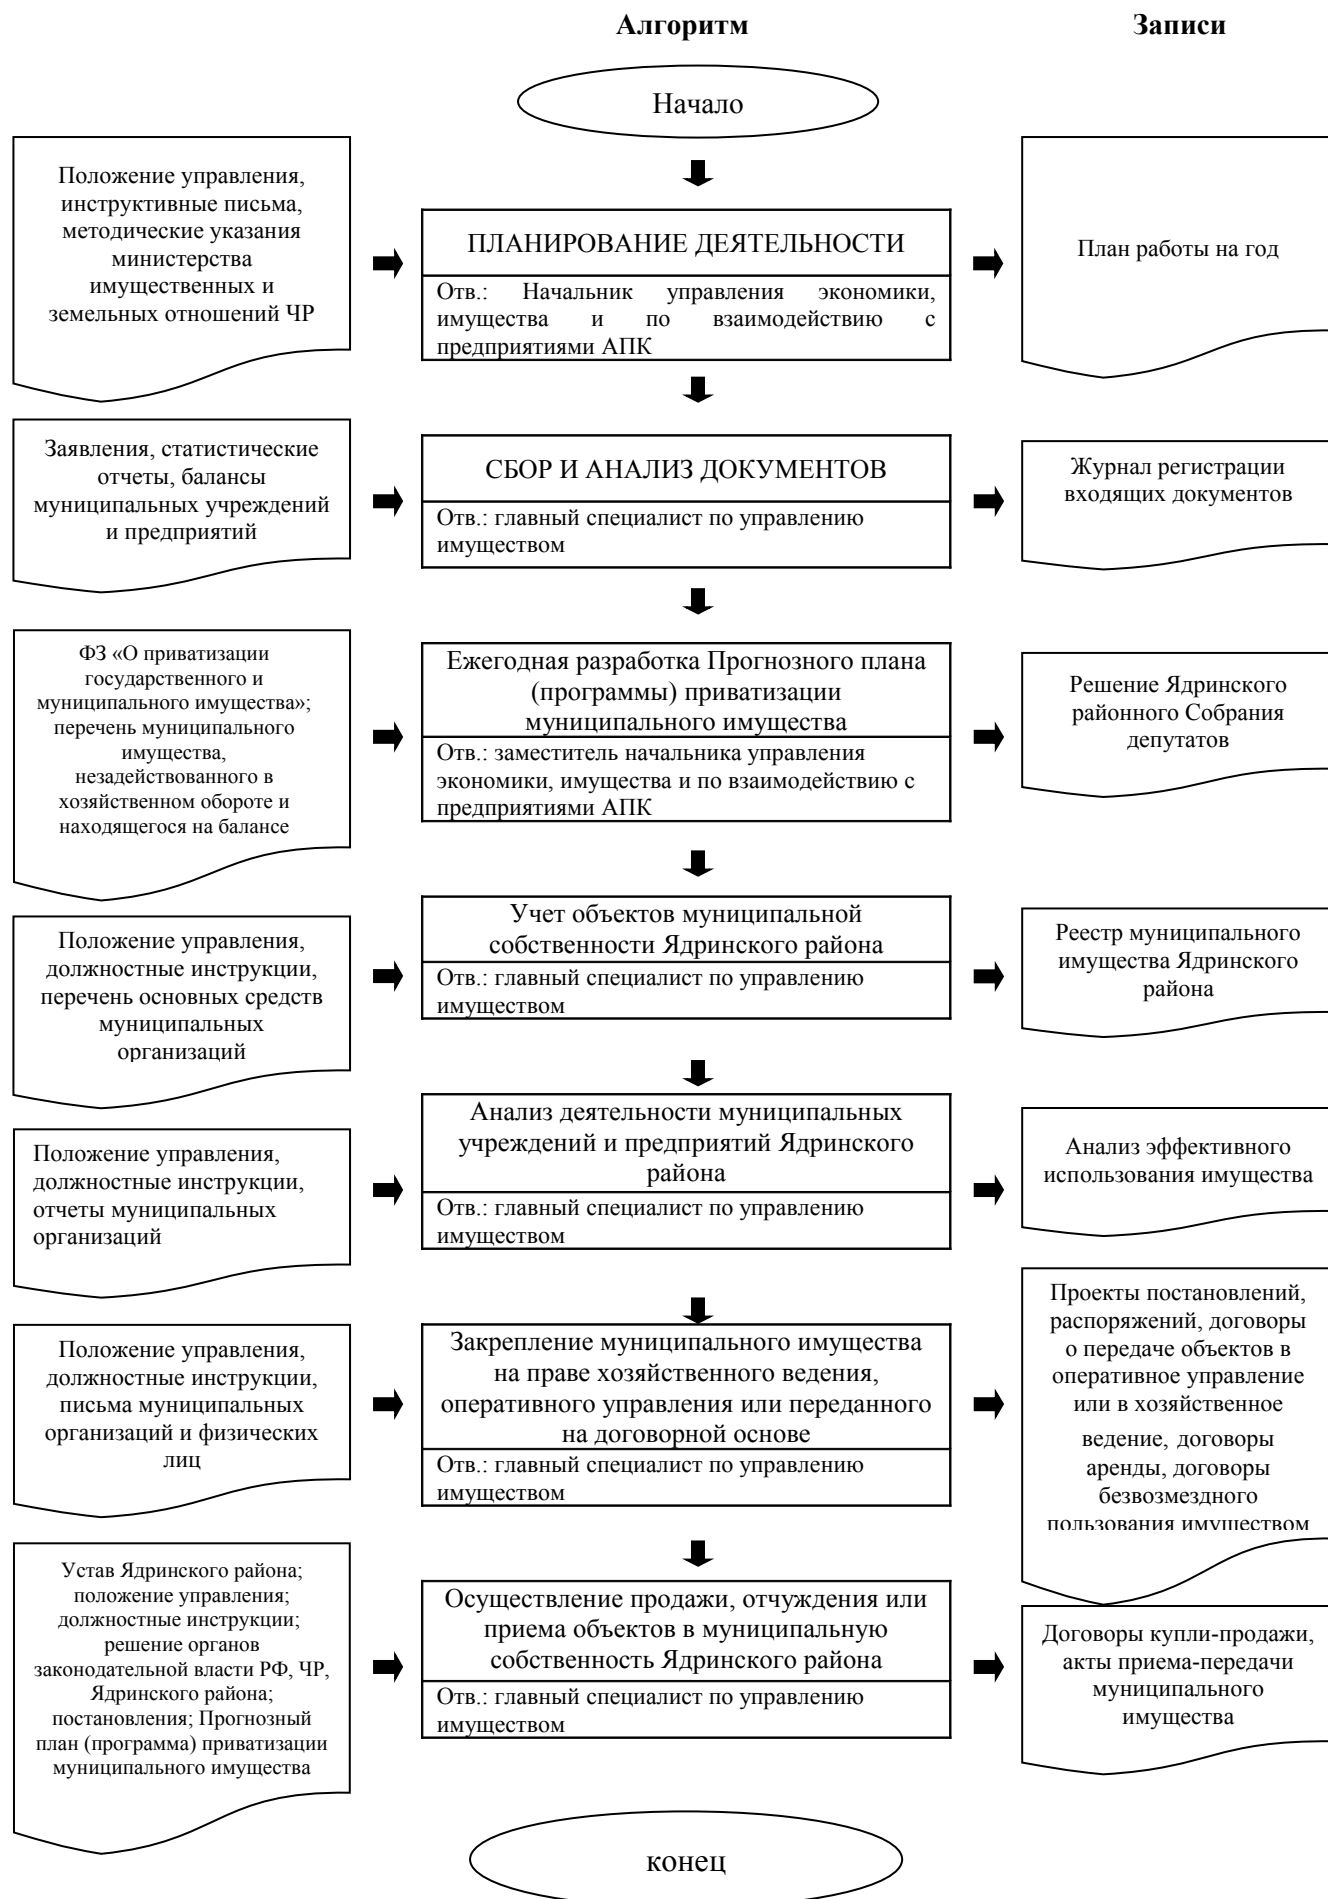 Алгоритм
Записи
Начало
Положение управления,
инструктивные письма,
методические указания
министерства
имущественных и
земельных отношений ЧР
ПЛАНИРОВАНИЕ ДЕЯТЕЛЬНОСТИ
Отв.: Начальник управления экономики,
имущества и по взаимодействию с
предприятиями АПК
План работы на год
Заявления, статистические
отчеты, балансы
муниципальных учреждений
и предприятий
СБОР И АНАЛИЗ ДОКУМЕНТОВ
Отв.: главный специалист по управлению
имуществом
Журнал регистрации
входящих документов
ФЗ «О приватизации
государственного и
муниципального имущества»;
перечень муниципального
имущества,
незадействованного в
хозяйственном обороте и
находящегося на балансе
Ежегодная разработка Прогнозного плана
(программы) приватизации
муниципального имущества
Отв.: заместитель начальника управления
экономики, имущества и по взаимодействию с
предприятиями АПК
Решение Ядринского
районного Собрания
депутатов
Положение управления,
должностные инструкции,
перечень основных средств
муниципальных
организаций
Учет объектов муниципальной
собственности Ядринского района
Отв.: главный специалист по управлению
имуществом
Реестр муниципального
имущества Ядринского
района
Положение управления,
должностные инструкции,
отчеты муниципальных
организаций
Анализ деятельности муниципальных
учреждений и предприятий Ядринского
района
Отв.: главный специалист по управлению
имуществом
Анализ эффективного
использования имущества
Положение управления,
должностные инструкции,
письма муниципальных
организаций и физических
лиц
Закрепление муниципального имущества
на праве хозяйственного ведения,
оперативного управления или переданного
на договорной основе
Отв.: главный специалист по управлению
имуществом
Проекты постановлений,
распоряжений, договоры
о передаче объектов в
оперативное управление
или в хозяйственное
ведение, договоры
аренды, договоры
безвозмездного
пользования имуществом
Устав Ядринского района;
положение управления;
должностные инструкции;
решение органов
законодательной власти РФ, ЧР,
Ядринского района;
постановления; Прогнозный
план (программа) приватизации
муниципального имущества
Осуществление продажи, отчуждения или
приема объектов в муниципальную
собственность Ядринского района
Отв.: главный специалист по управлению
имуществом
Договоры купли-продажи,
акты приема-передачи
муниципального
имущества
конец